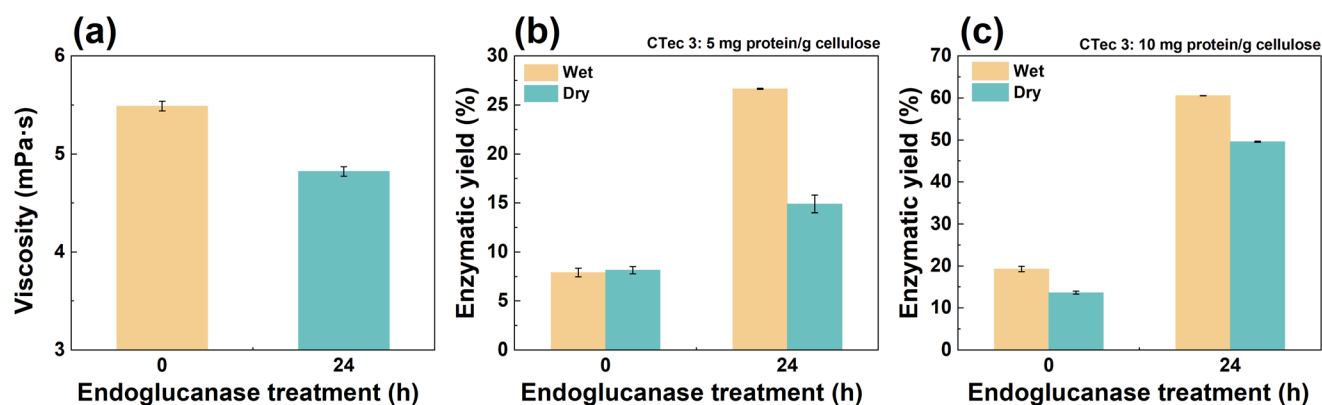 (a)
6
5
4
3
Viscosity (mPa·s)
0
24
Endoglucanase treatment (h)
(b)
CTec 3: 5 mg protein/g cellulose
Wet
Dry
30
25
20
15
10
5
0
Enzymatic yield (%)
0
24
Endoglucanase treatment (h)
(c)
CTec 3: 10 mg protein/g cellulose
Wet
Dry
70
60
50
40
30
20
10
0
Enzymatic yield (%)
0
24
Endoglucanase treatment (h)